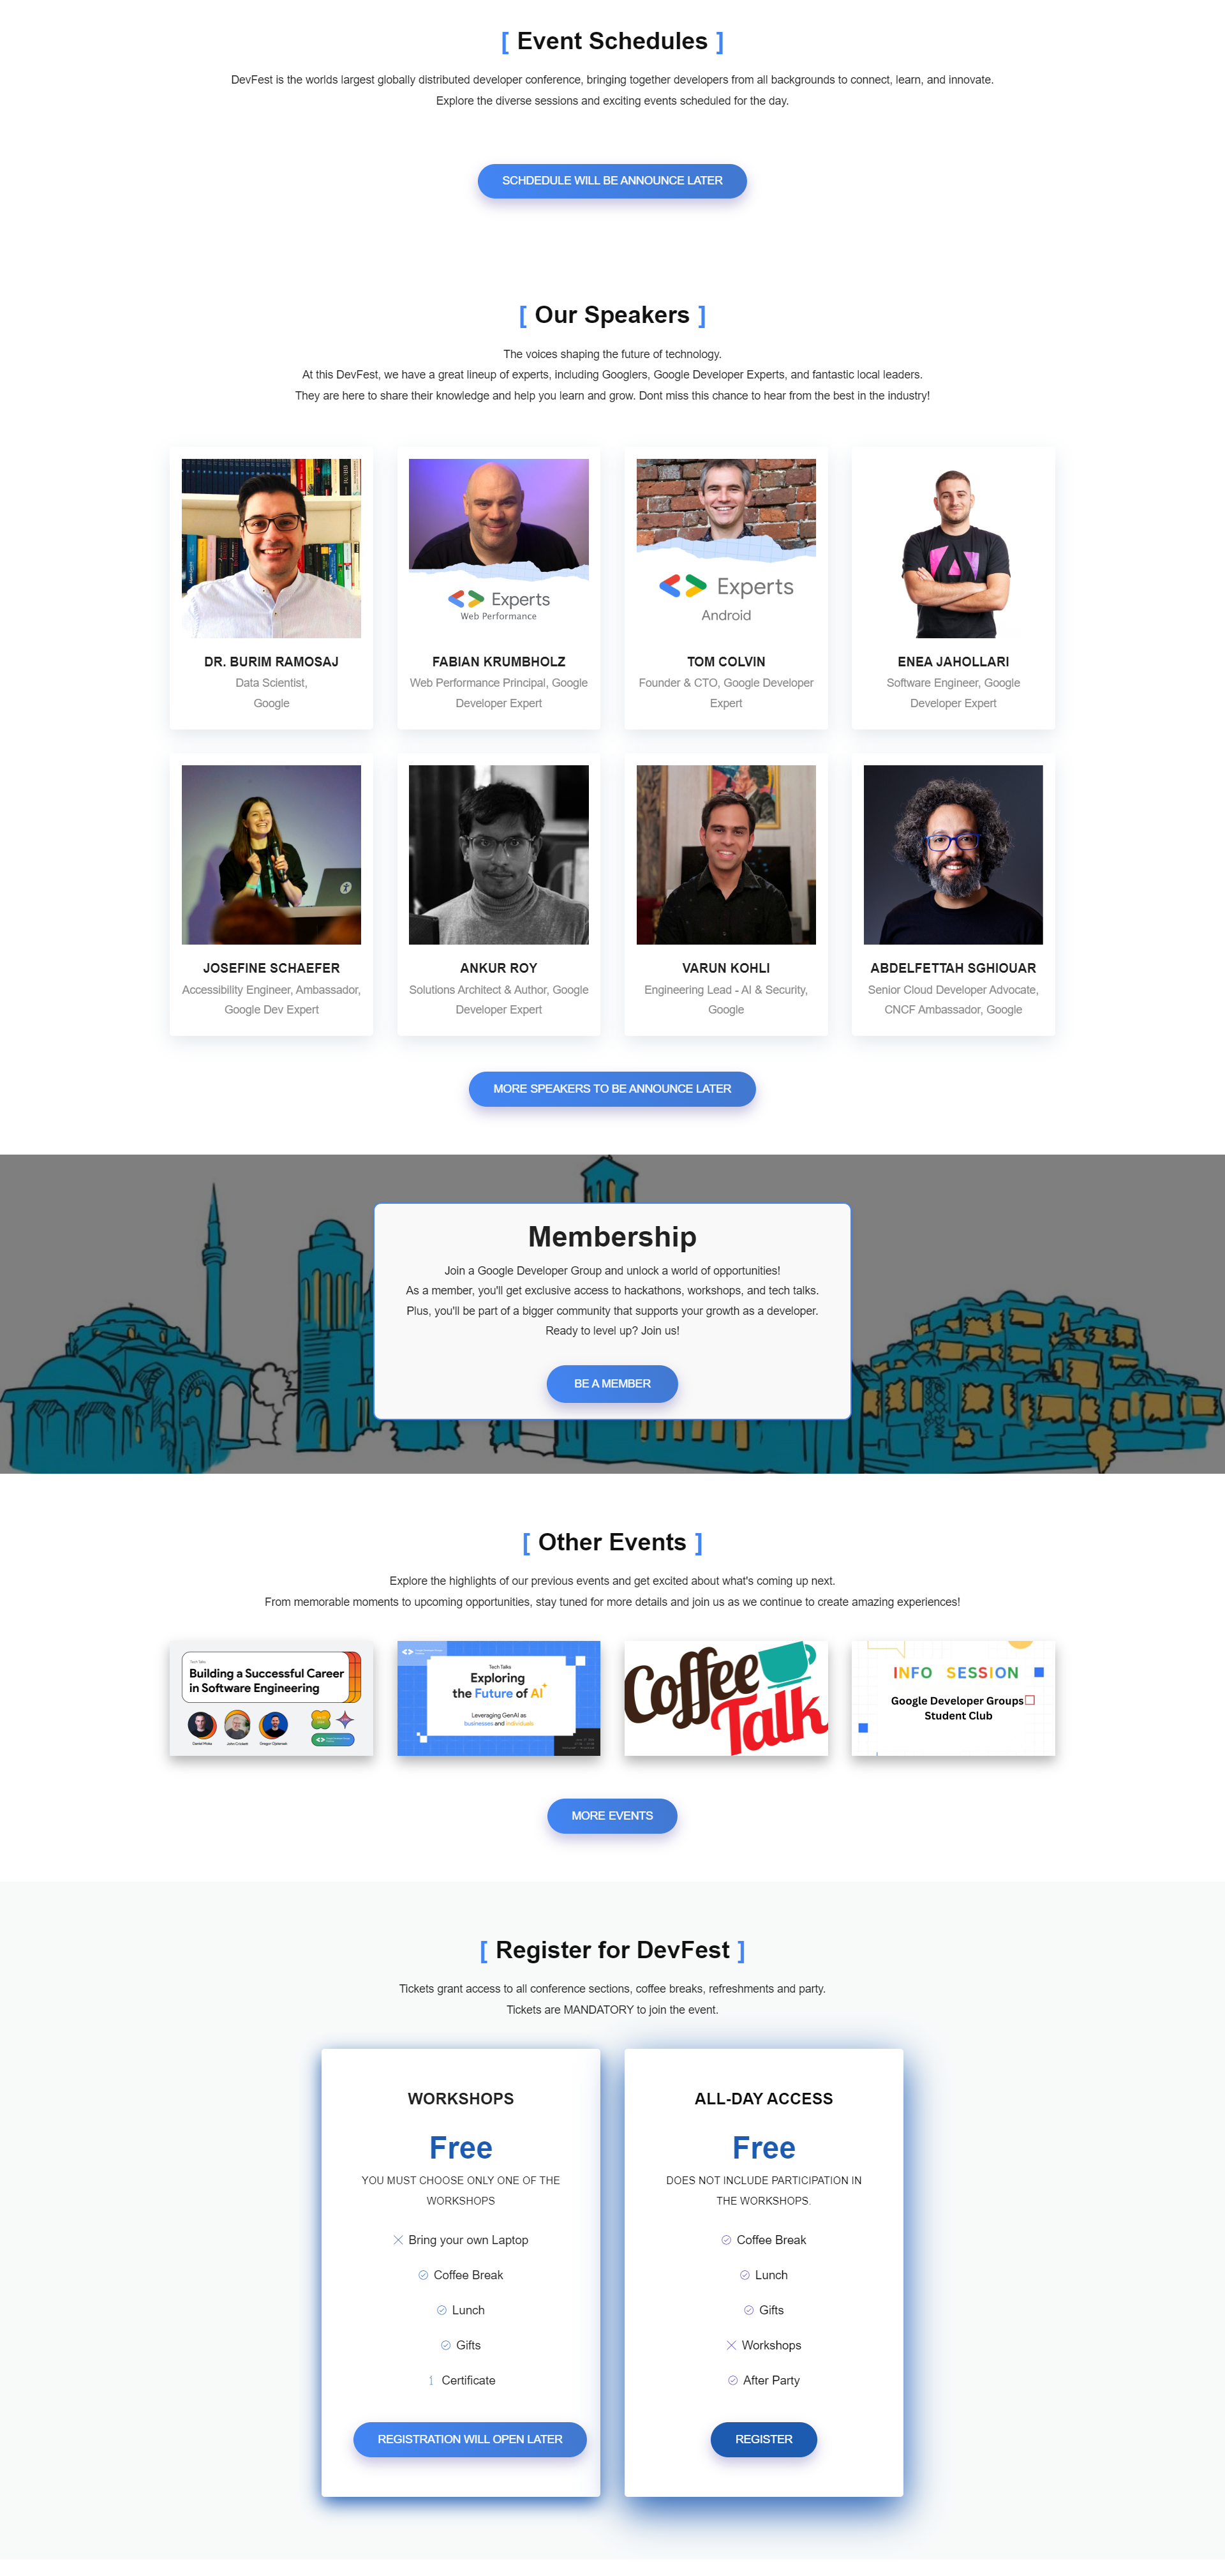 [ Event Schedules ]
DevFest is the worlds largest globally distributed developer conference, bringing together developers from all backgrounds to connect, learn, and innovate.
Explore the diverse sessions and exciting events scheduled for the day.
SCHDEDULE WILL BE ANNOUNCE LATER
[ Our Speakers ]
The voices shaping the future of technology.
At this DevFest, we have a great lineup of experts, including Googlers, Google Developer Experts, and fantastic local leaders.
They are here to share their knowledge and help you learn and grow. Dont miss this chance to hear from the best in the industry!
Experts
Web Performance
Experts
Android
DR. BURIM RAMOSAJ
Data Scientist,
Google
FABIAN KRUMBHOLZ
Web Performance Principal, Google
Developer Expert
TOM COLVIN
Founder & CTO, Google Developer
Expert
ENEA JAHOLLARI
Software Engineer, Google
Developer Expert
JOSEFINE SCHAEFER
Accessibility Engineer, Ambassador,
Google Dev Expert
ANKUR ROY
Solutions Architect & Author, Google
Developer Expert
VARUN KOHLI
Engineering Lead - AI & Security,
Google
ABDELFETTAH SGHIOUAR
Senior Cloud Developer Advocate,
CNCF Ambassador, Google
MORE SPEAKERS TO BE ANNOUNCE LATER
Membership
Join a Google Developer Group and unlock a world of opportunities!
As a member, you'll get exclusive access to hackathons, workshops, and tech talks.
Plus, you'll be part of a bigger community that supports your growth as a developer.
Ready to level up? Join us!
BE A MEMBER
[ Other Events ]
Explore the highlights of our previous events and get excited about what's coming up next.
From memorable moments to upcoming opportunities, stay tuned for more details and join us as we continue to create amazing experiences!
Tech Talks
Building a Successful Career
in Software Engineering
Tech Talks
Exploring
the Future of AI
Leveraging GenAI as
businesses and individuals
Coffee
Talk
INFO SESSION
Google Developer Groups
Student Club
MORE EVENTS
[ Register for DevFest ]
Tickets grant access to all conference sections, coffee breaks, refreshments and party.
Tickets are MANDATORY to join the event.
WORKSHOPS
Free
YOU MUST CHOOSE ONLY ONE OF THE
WORKSHOPS
Bring your own Laptop
Coffee Break
Lunch
Gifts
Certificate
REGISTRATION WILL OPEN LATER
ALL-DAY ACCESS
Free
DOES NOT INCLUDE PARTICIPATION IN
THE WORKSHOPS.
Coffee Break
Lunch
Gifts
Workshops
After Party
REGISTER